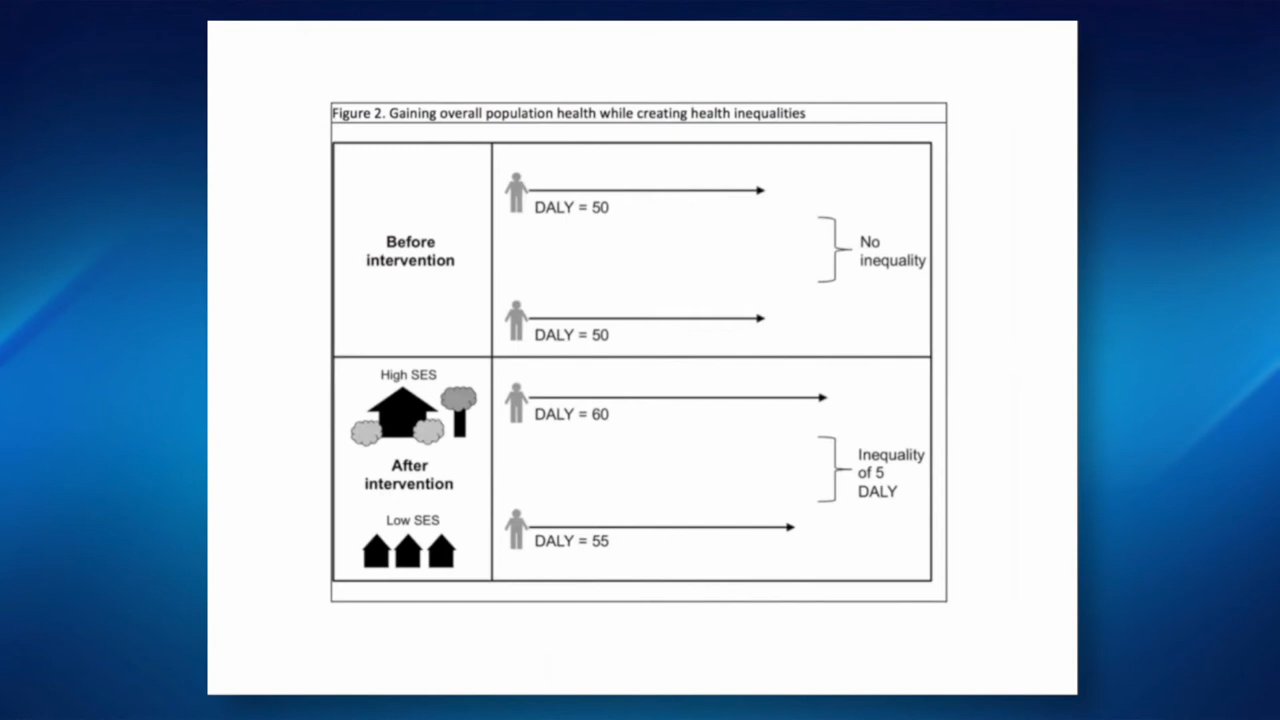 Figure 2. Gaining overall population health while creating health inequalities
Before
intervention
DALY = 50
No
inequality
DALY = 50
High SES
After
intervention
Low SES
DALY = 60
Inequality
of 5
DALY
DALY = 55